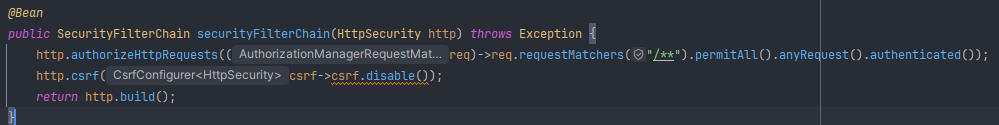 @Bean
public SecurityFilterChain securityFilterChain(HttpSecurity http) throws Exception {
http.authorizeHttpRequests(( AuthorizationManagerRequestMat... req)->req.requestMatchers("/**").permitAll().anyRequest().authenticated());
http.csrf( CsrfConfigurer<HttpSecurity> csrf->csrf.disable());
return http.build();
}